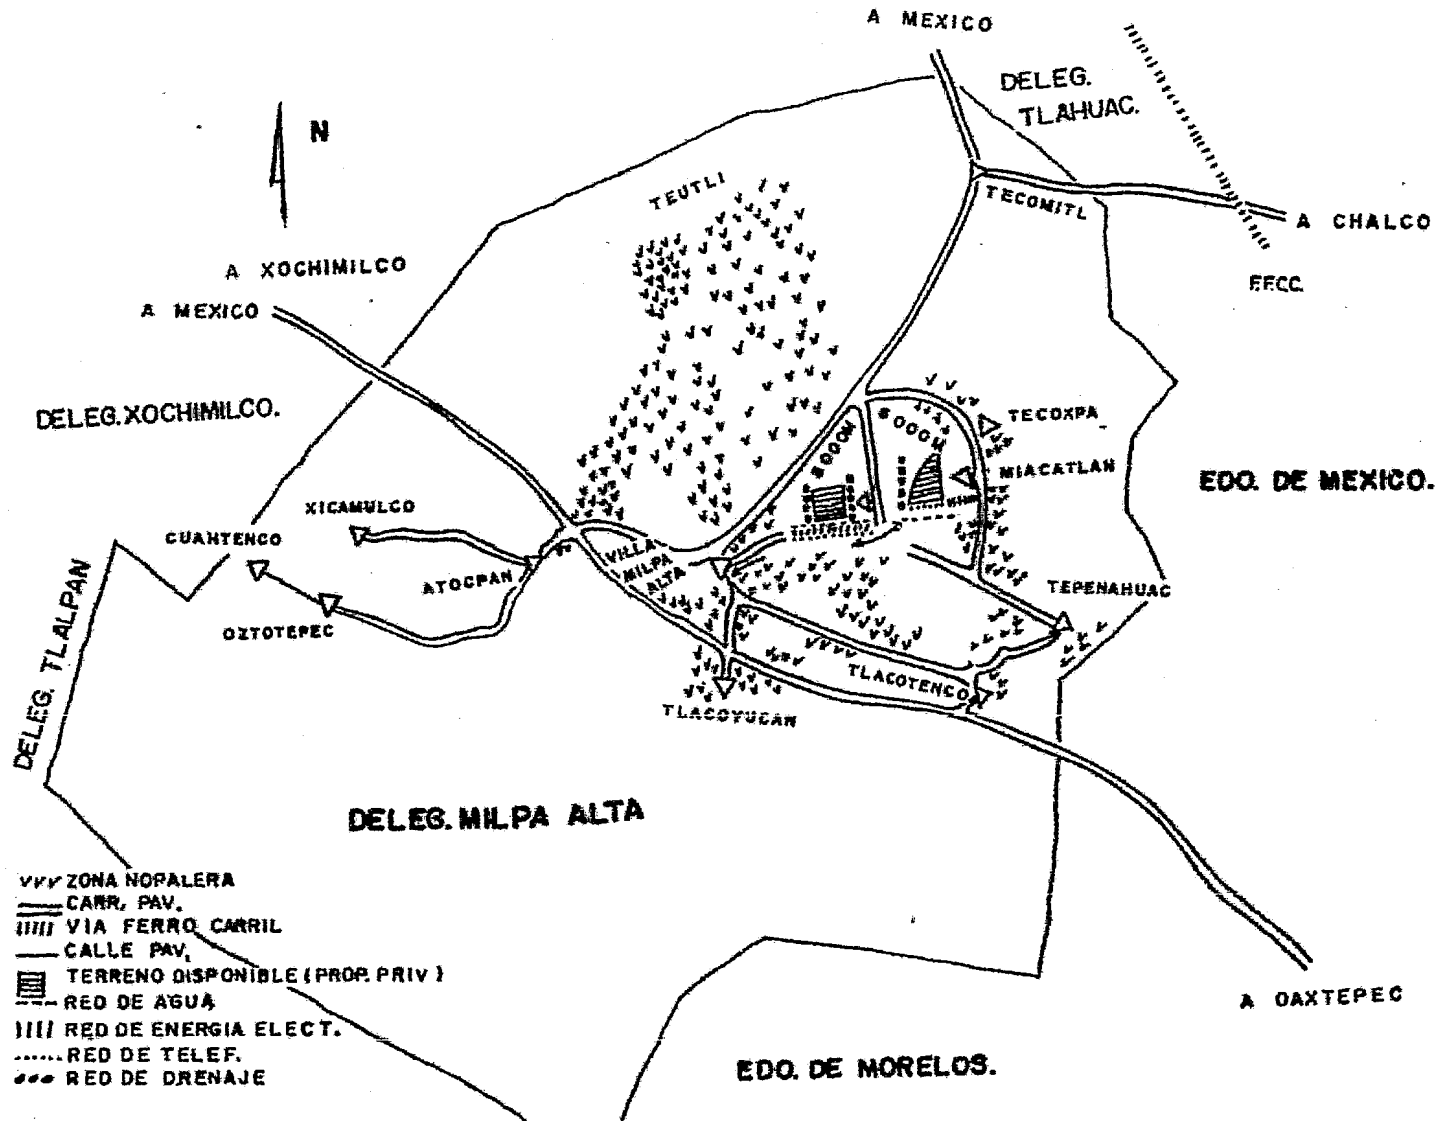 A MEXICO
DELEG.
TLAHUAC.
N
TEUTLI
TECOMITL
A CHALCO
A XOCHIMILCO
A MEXICO
F.F.C.C.
DELEG. XOCHIMILCO.
TECOXPA
5000M
5000M
MIACATLAN
EDO. DE MEXICO.
XICAMULCO
CUAHTENCO
VILLA
MILPA
ALTA
ATOCPAN
TEPENAHUAC
OZTOTEPEC
DELEG. TLALPAN
TLACOTENCO
TLACOYUCAN
DELEG. MILPA ALTA
ZONA NOPALERA
CARR. PAV.
VIA FERRO CARRIL
CALLE PAV,
TERRENO DISPONIBLE (PROP. PRIV)
RED DE AGUA
RED DE ENERGIA ELECT.
RED DE TELEF.
RED DE DRENAJE
A OAXTEPEC
EDO. DE MORELOS.